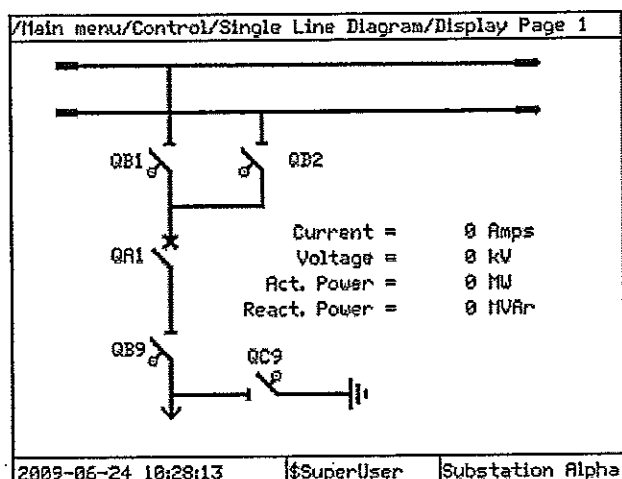 /Main menu/Control/Single Line Diagram/Display Page 1
QB1
QB2
QA1
Current = 0 Amps
Voltage = 0 kV
Act. Power = 0 MW
React. Power = 0 MVAr
QB9
QC9
2009-06-24 10:28:13 $SuperUser Substation Alpha